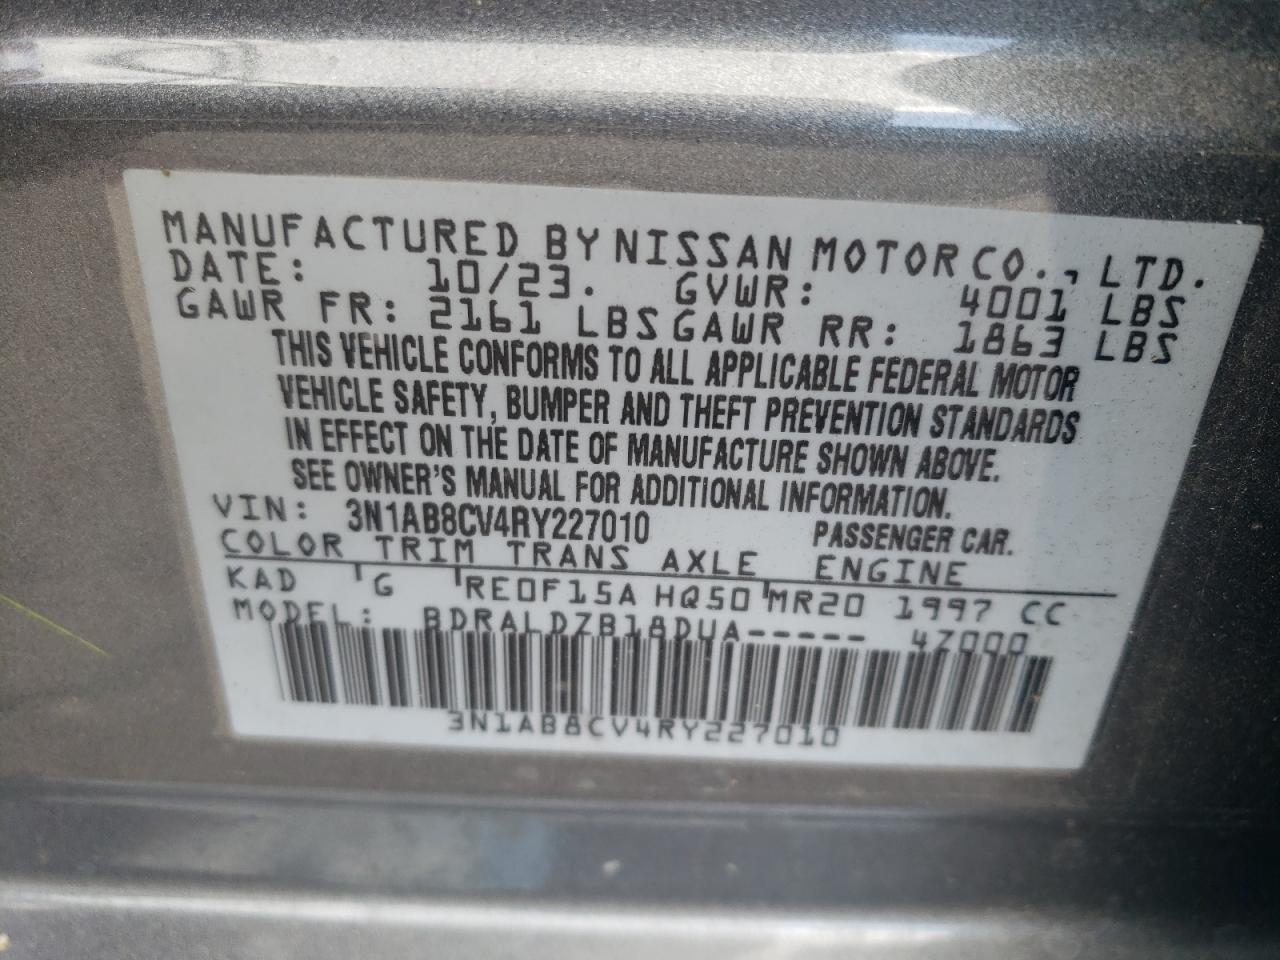 MANUFACTURED BY NISSAN MOTOR CO., LTD.
DATE: 10/23. GVWR: 4001 LBS
GAWR FR: 2161 LBS GAWR RR: 1863 LBS
THIS VEHICLE CONFORMS TO ALL APPLICABLE FEDERAL MOTOR
VEHICLE SAFETY, BUMPER AND THEFT PREVENTION STANDARDS
IN EFFECT ON THE DATE OF MANUFACTURE SHOWN ABOVE.
SEE OWNER'S MANUAL FOR ADDITIONAL INFORMATION.
VIN: 3N1AB8CV4RY227010 PASSENGER CAR.
COLOR TRIM TRANS AXLE ENGINE
KAD G RE0F15A HQ50 MR20 1997 CC
MODEL: BDRALDZB18DUA----- 4Z000
3N1AB8CV4RY227010